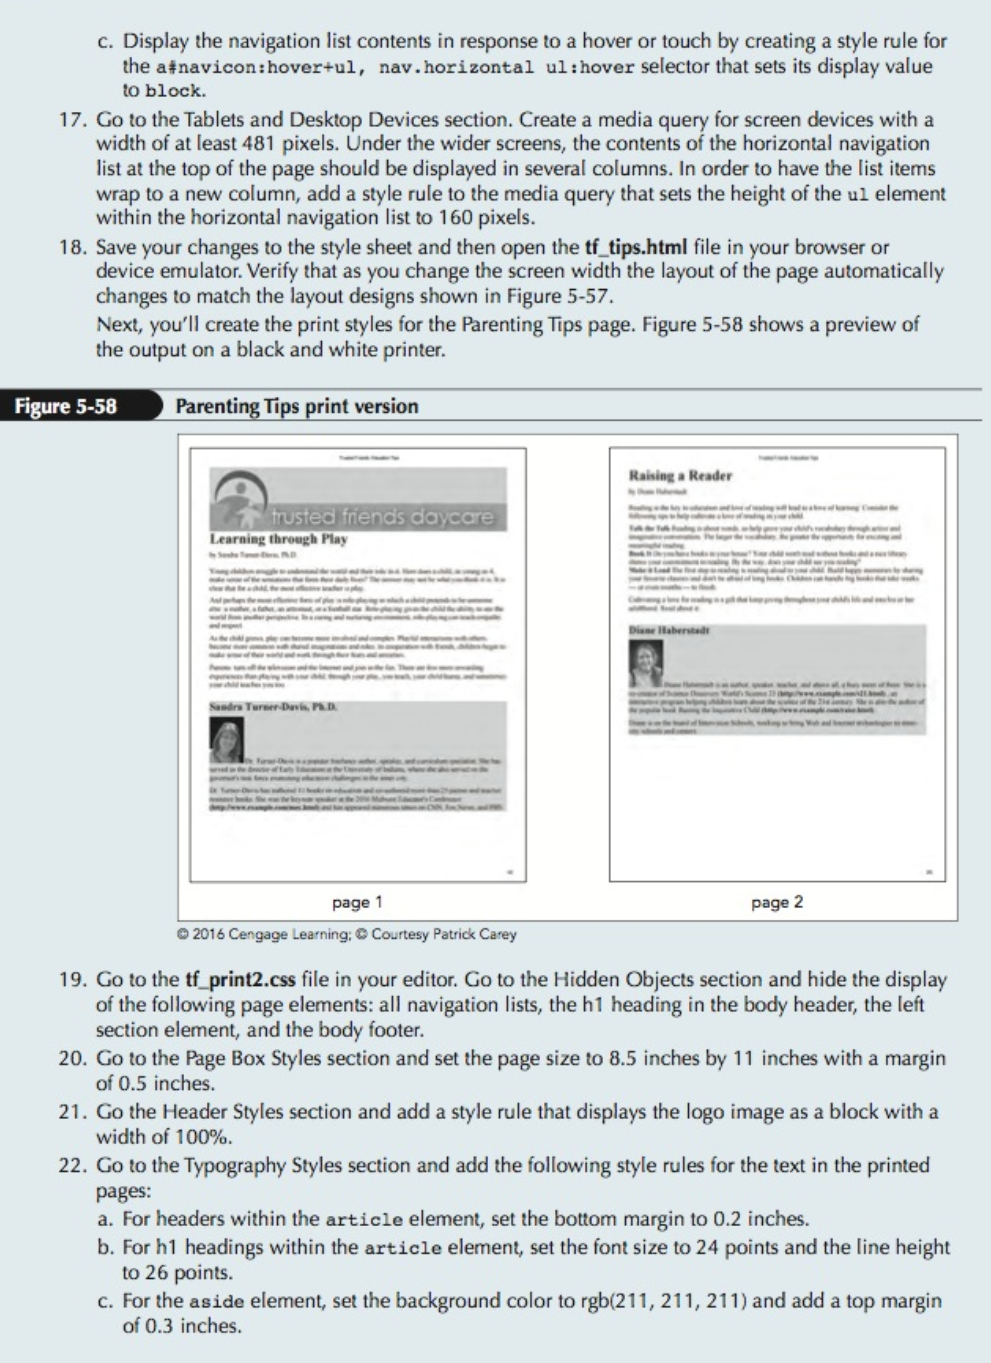 c. Display the navigation list contents in response to a hover or touch by creating a style rule for
the a#navicon:hover+ul, nav.horizontal ul:hover selector that sets its display value
to block.
17. Go to the Tablets and Desktop Devices section. Create a media query for screen devices with a
width of at least 481 pixels. Under the wider screens, the contents of the horizontal navigation
list at the top of the page should be displayed in several columns. In order to have the list items
wrap to a new column, add a style rule to the media query that sets the height of the ul element
within the horizontal navigation list to 160 pixels.
18. Save your changes to the style sheet and then open the tf_tips.html file in your browser or
device emulator. Verify that as you change the screen width the layout of the page automatically
changes to match the layout designs shown in Figure 5-57.
Next, you'll create the print styles for the Parenting Tips page. Figure 5-58 shows a preview of
the output on a black and white printer.
Figure 5-58 Parenting Tips print version
trusted friends daycare
Learning through Play
by Sandra Turner-Davis, Ph.D.
Sandra Turner-Davis, Ph.D.
page 1
Raising a Reader
by Diane Haberstadt
Diane Haberstadt
page 2
© 2016 Cengage Learning; © Courtesy Patrick Carey
19. Go to the tf_print2.css file in your editor. Go to the Hidden Objects section and hide the display
of the following page elements: all navigation lists, the h1 heading in the body header, the left
section element, and the body footer.
20. Go to the Page Box Styles section and set the page size to 8.5 inches by 11 inches with a margin
of 0.5 inches.
21. Go the Header Styles section and add a style rule that displays the logo image as a block with a
width of 100%.
22. Go to the Typography Styles section and add the following style rules for the text in the printed
pages:
a. For headers within the article element, set the bottom margin to 0.2 inches.
b. For h1 headings within the article element, set the font size to 24 points and the line height
to 26 points.
c. For the aside element, set the background color to rgb(211, 211, 211) and add a top margin
of 0.3 inches.